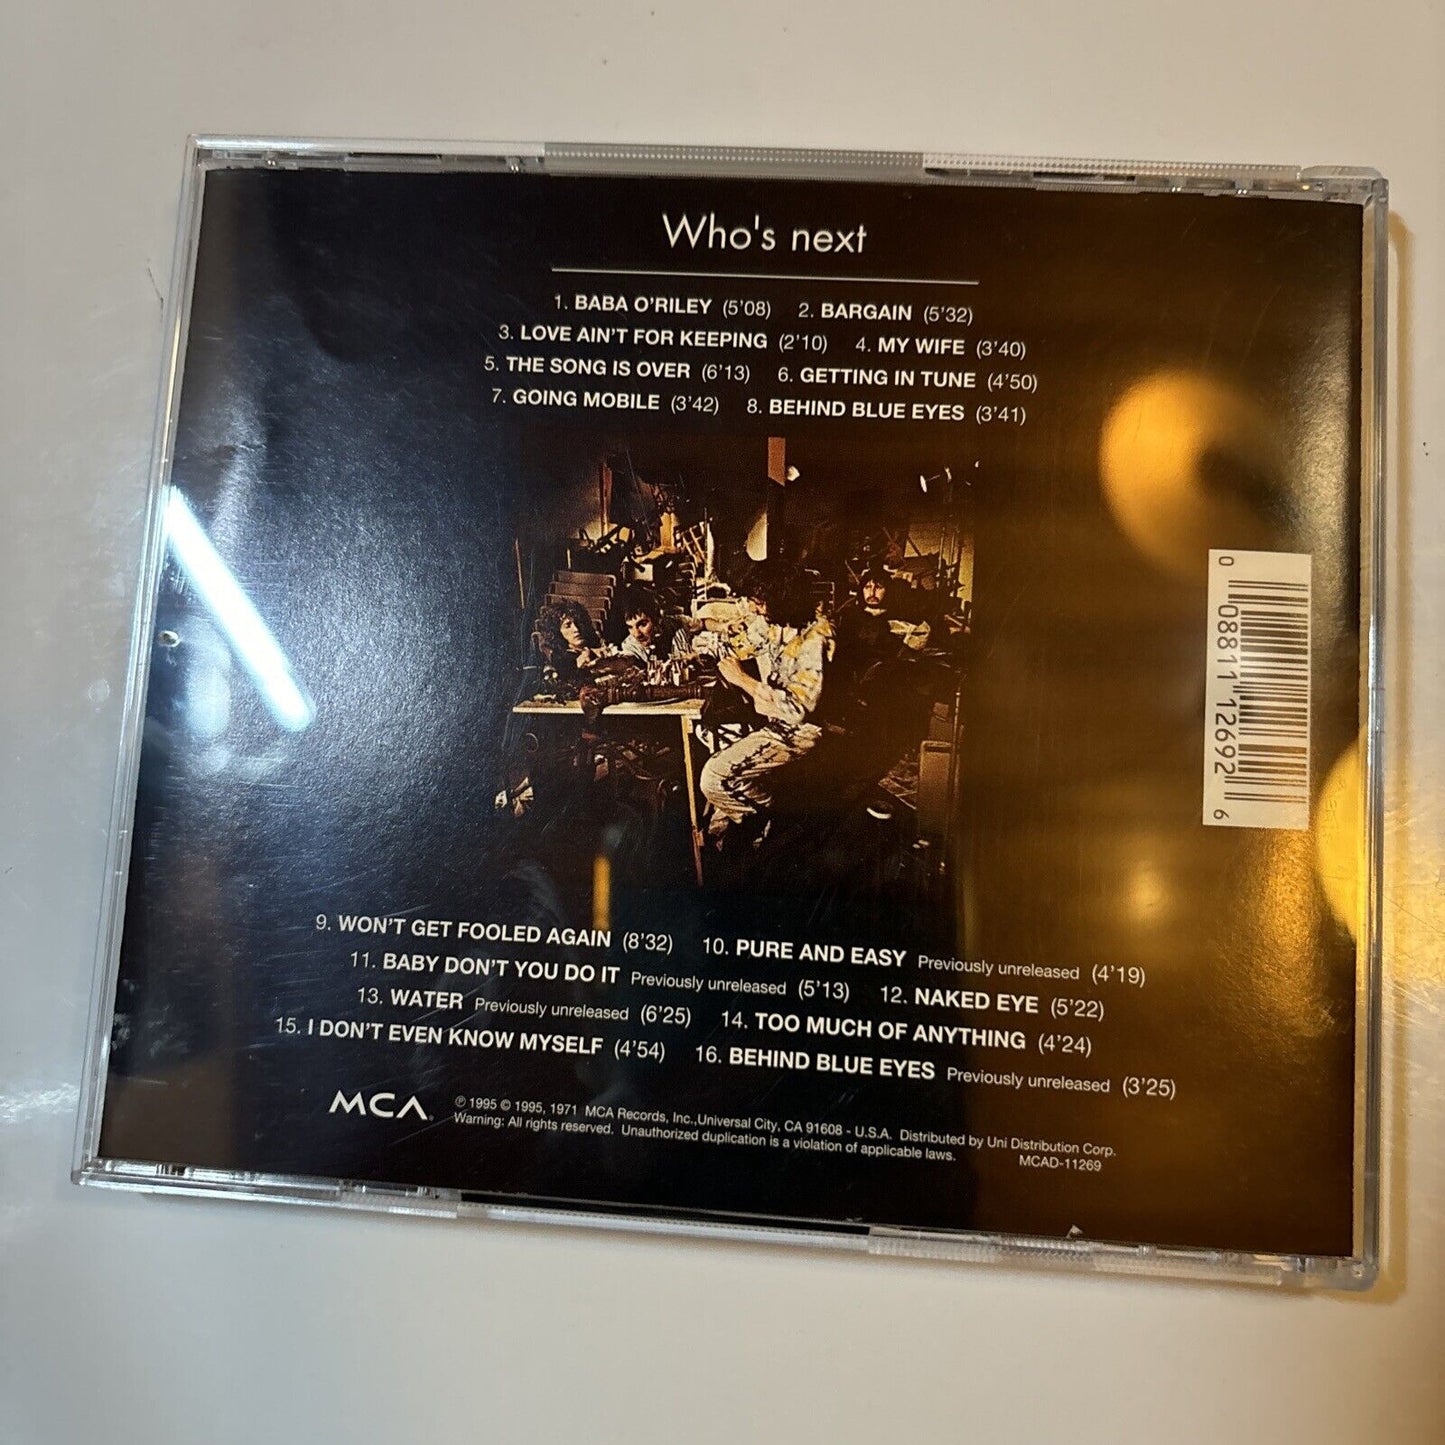 Who's next
1. BABA O'RILEY (5'08) 2. BARGAIN (5'32)
3. LOVE AIN'T FOR KEEPING (2'10) 4. MY WIFE (3'40)
5. THE SONG IS OVER (6'13) 6. GETTING IN TUNE (4'50)
7. GOING MOBILE (3'42) 8. BEHIND BLUE EYES (3'41)
0 08811 12692 6
9. WON'T GET FOOLED AGAIN (8'32) 10. PURE AND EASY Previously unreleased (4'19)
11. BABY DON'T YOU DO IT Previously unreleased (5'13) 12. NAKED EYE (5'22)
13. WATER Previously unreleased (6'25) 14. TOO MUCH OF ANYTHING (4'24)
15. I DON'T EVEN KNOW MYSELF (4'54) 16. BEHIND BLUE EYES Previously unreleased (3'25)
MCA
℗ 1995 © 1995, 1971 MCA Records, Inc.,Universal City, CA 91608 - U.S.A. Distributed by Uni Distribution Corp.
Warning: All rights reserved. Unauthorized duplication is a violation of applicable laws. MCAD-11269